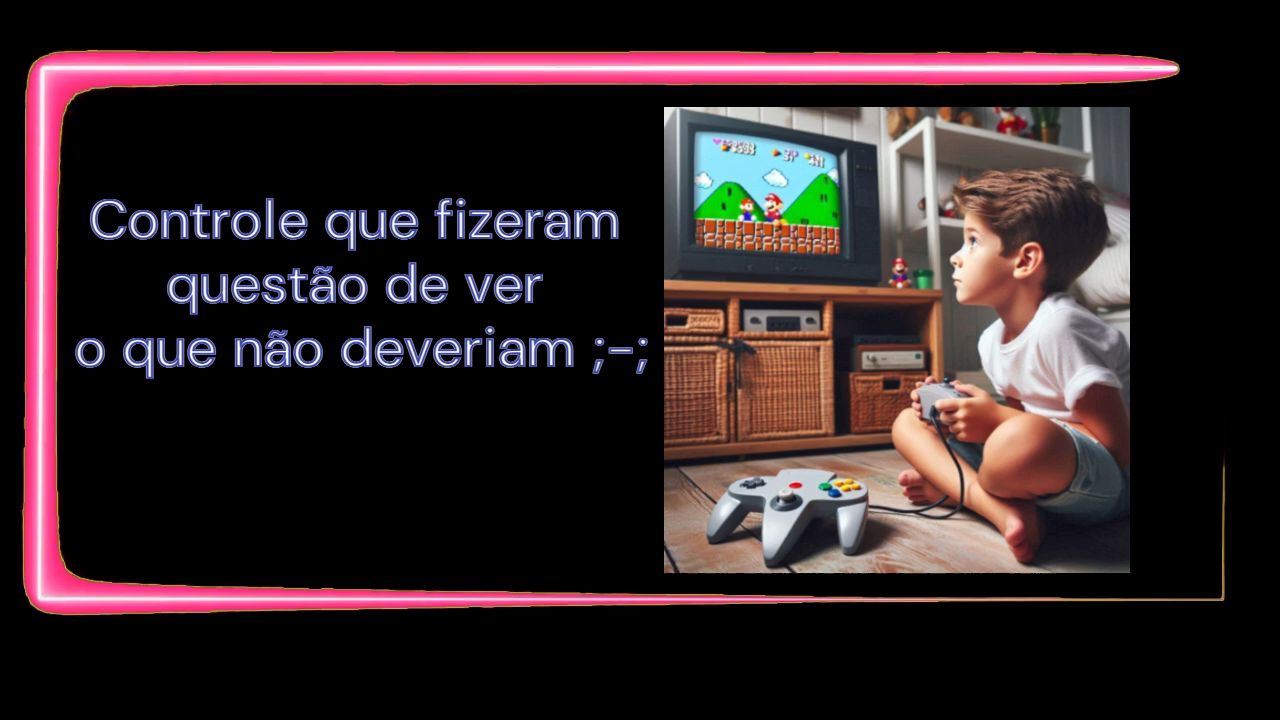 Controle que fizeram
questão de ver
o que não deveriam ;-;